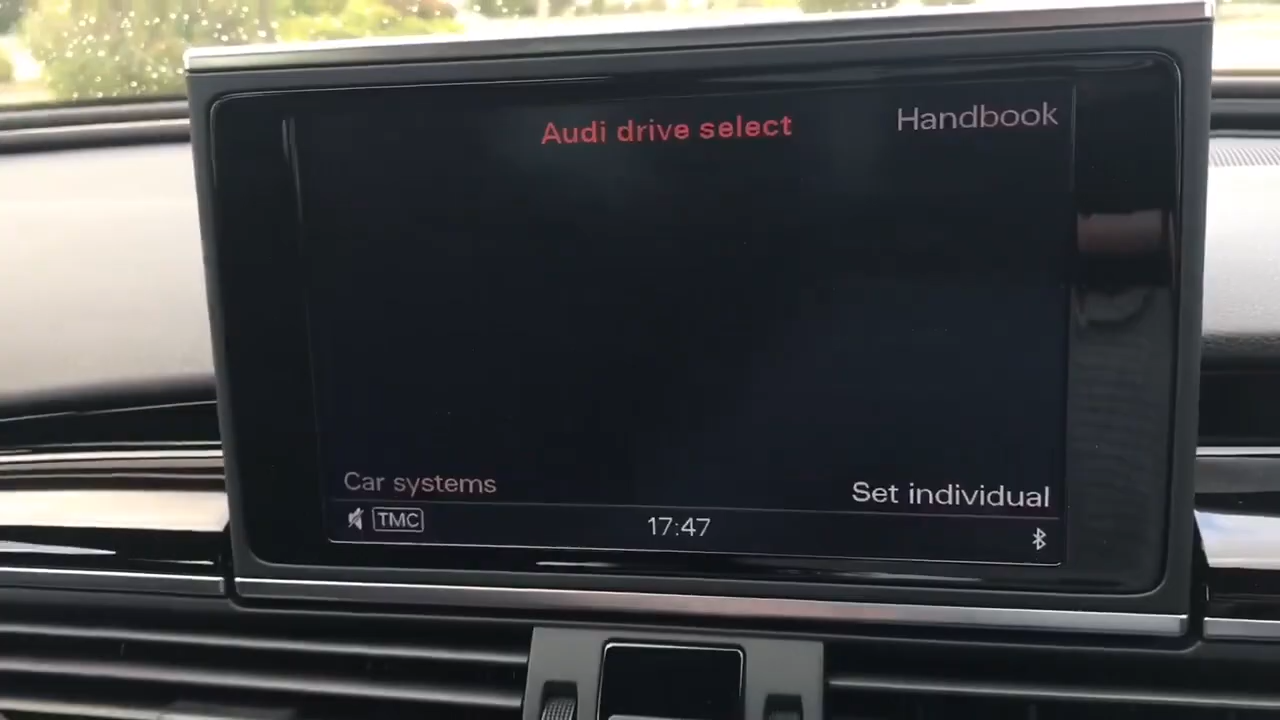 Audi drive select
Handbook
Car systems
Set individual
TMC
17:47